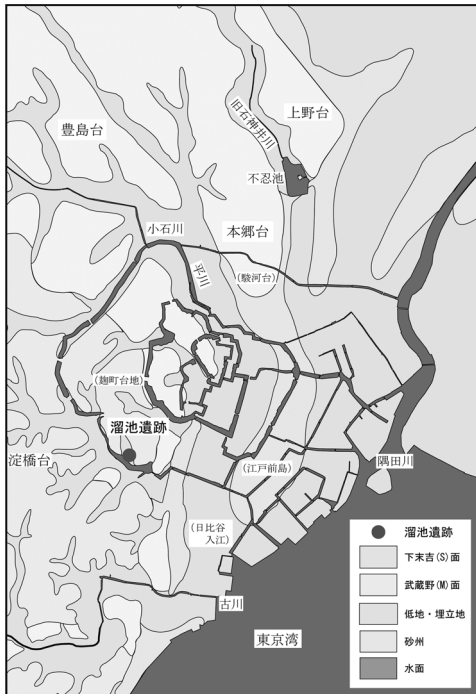 上野台
旧石神井川
豊島台
不忍池
小石川
本郷台
平川
(駿河台)
(麹町台地)
溜池遺跡
淀橋台
(江戸前島)
隅田川
(日比谷
入江)
古川
東京湾
溜池遺跡
下末吉(S)面
武蔵野(M)面
低地・埋立地
砂州
水面